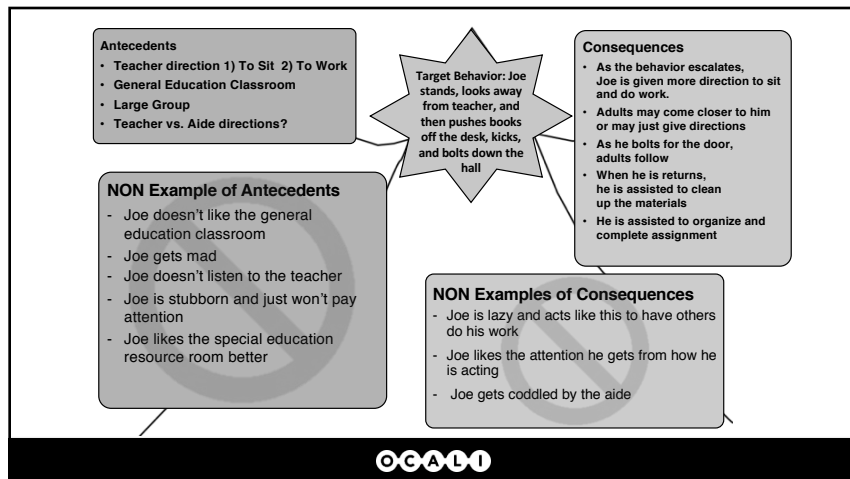 Antecedents
• Teacher direction 1) To Sit 2) To Work
• General Education Classroom
• Large Group
• Teacher vs. Aide directions?
Target Behavior: Joe
stands, looks away
from teacher, and
then pushes books
off the desk, kicks,
and bolts down the
hall
Consequences
• As the behavior escalates,
Joe is given more direction to sit
and do work.
• Adults may come closer to him
or may just give directions
• As he bolts for the door,
adults follow
• When he is returns,
he is assisted to clean
up the materials
• He is assisted to organize and
complete assignment
NON Example of Antecedents
- Joe doesn't like the general
education classroom
- Joe gets mad
- Joe doesn't listen to the teacher
- Joe is stubborn and just won't pay
attention
- Joe likes the special education
resource room better
NON Examples of Consequences
- Joe is lazy and acts like this to have others
do his work
- Joe likes the attention he gets from how he
is acting
- Joe gets coddled by the aide
OCALI